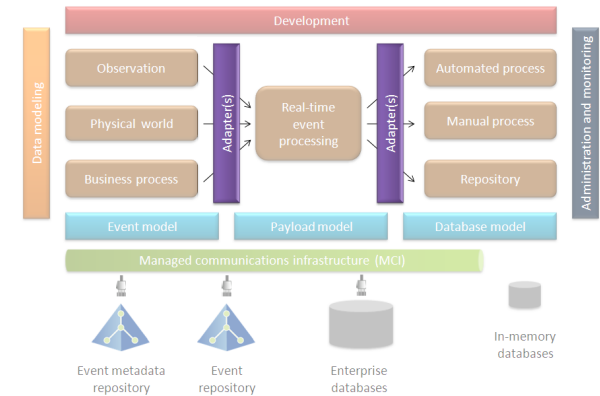 Development
Data modeling
Observation
Physical world
Business process
Adapter(s)
Real-time
event
processing
Adapter(s)
Automated process
Manual process
Repository
Administration and monitoring
Event model
Payload model
Database model
Managed communications infrastructure (MCI)
Event metadata
repository
Event
repository
Enterprise
databases
In-memory
databases